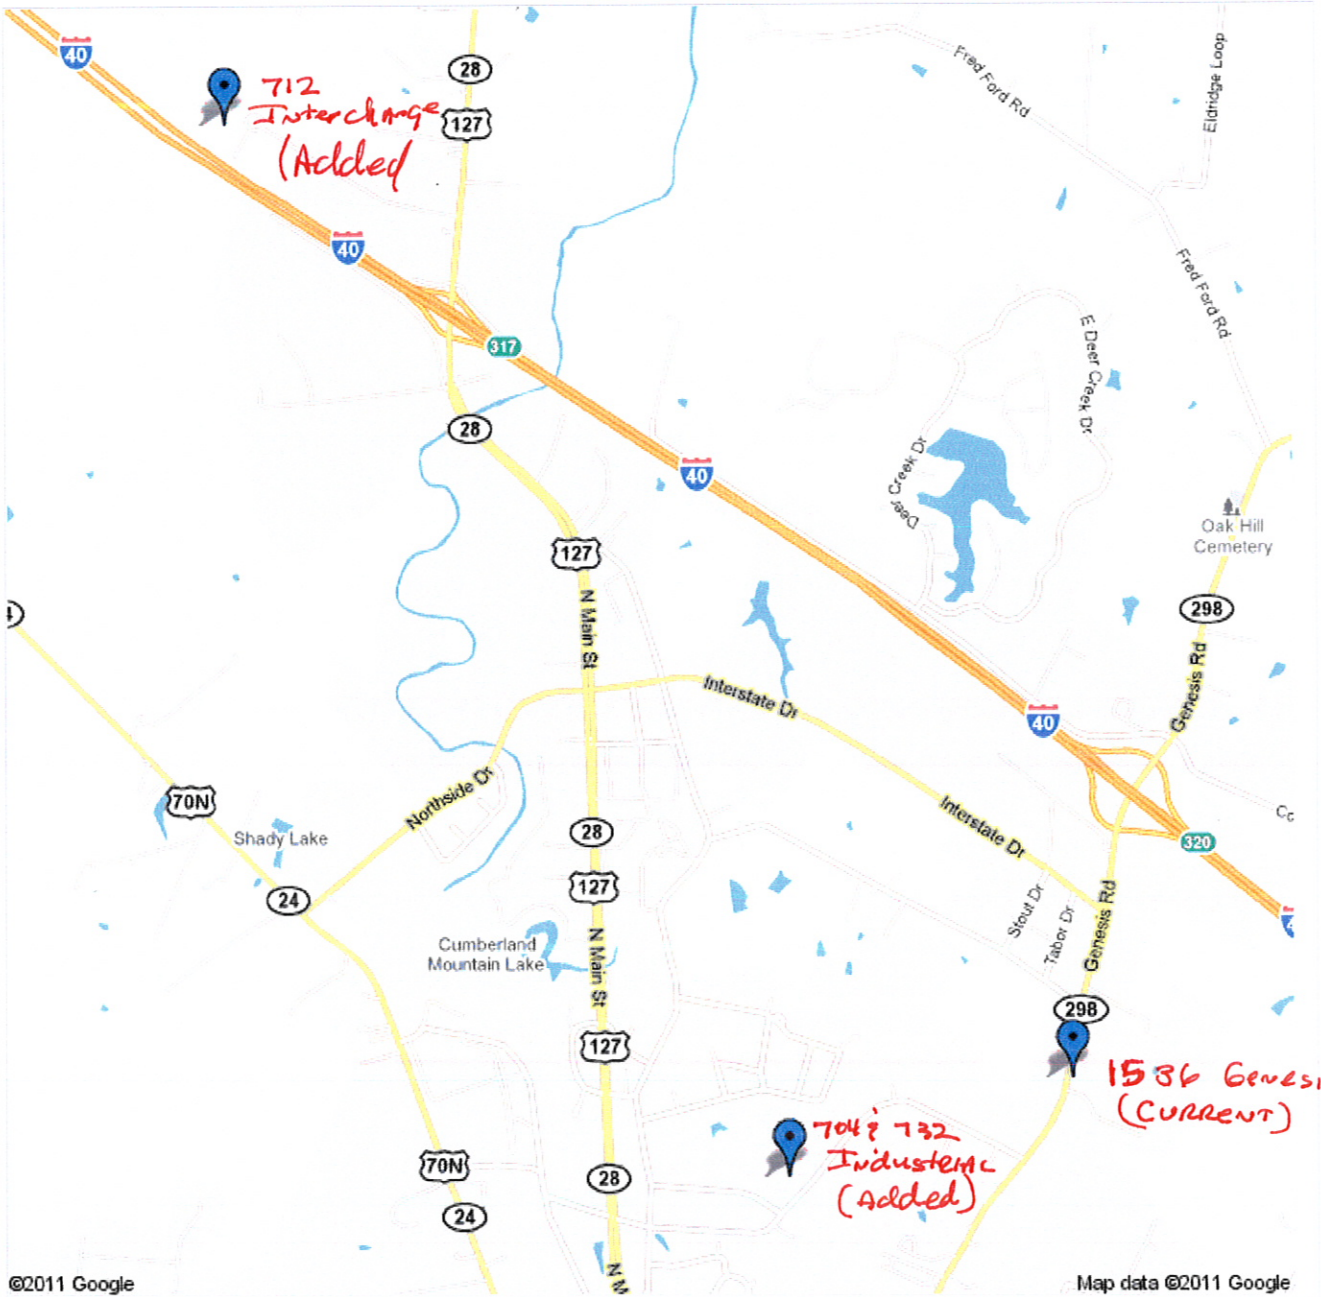 40
28
712
Interchange
(Added
127
Fred Ford Rd
Eldridge Loop
40
Fred Ford Rd
317
E Deer Creek Dr
28
Deer Creek Dr
40
Oak Hill
Cemetery
127
298
N Main St
Genesis Rd
Interstate Dr
40
Northside Dr
70N
Shady Lake
Interstate Dr
Co
28
320
127
24
Stout Dr
Tabor Dr
Genesis Rd
N Main St
Cumberland
Mountain Lake
298
127
1536 Genesi
(CURRENT)
704 & 732
Industrial
(Added)
70N
28
24
N M
©2011 Google
Map data ©2011 Google